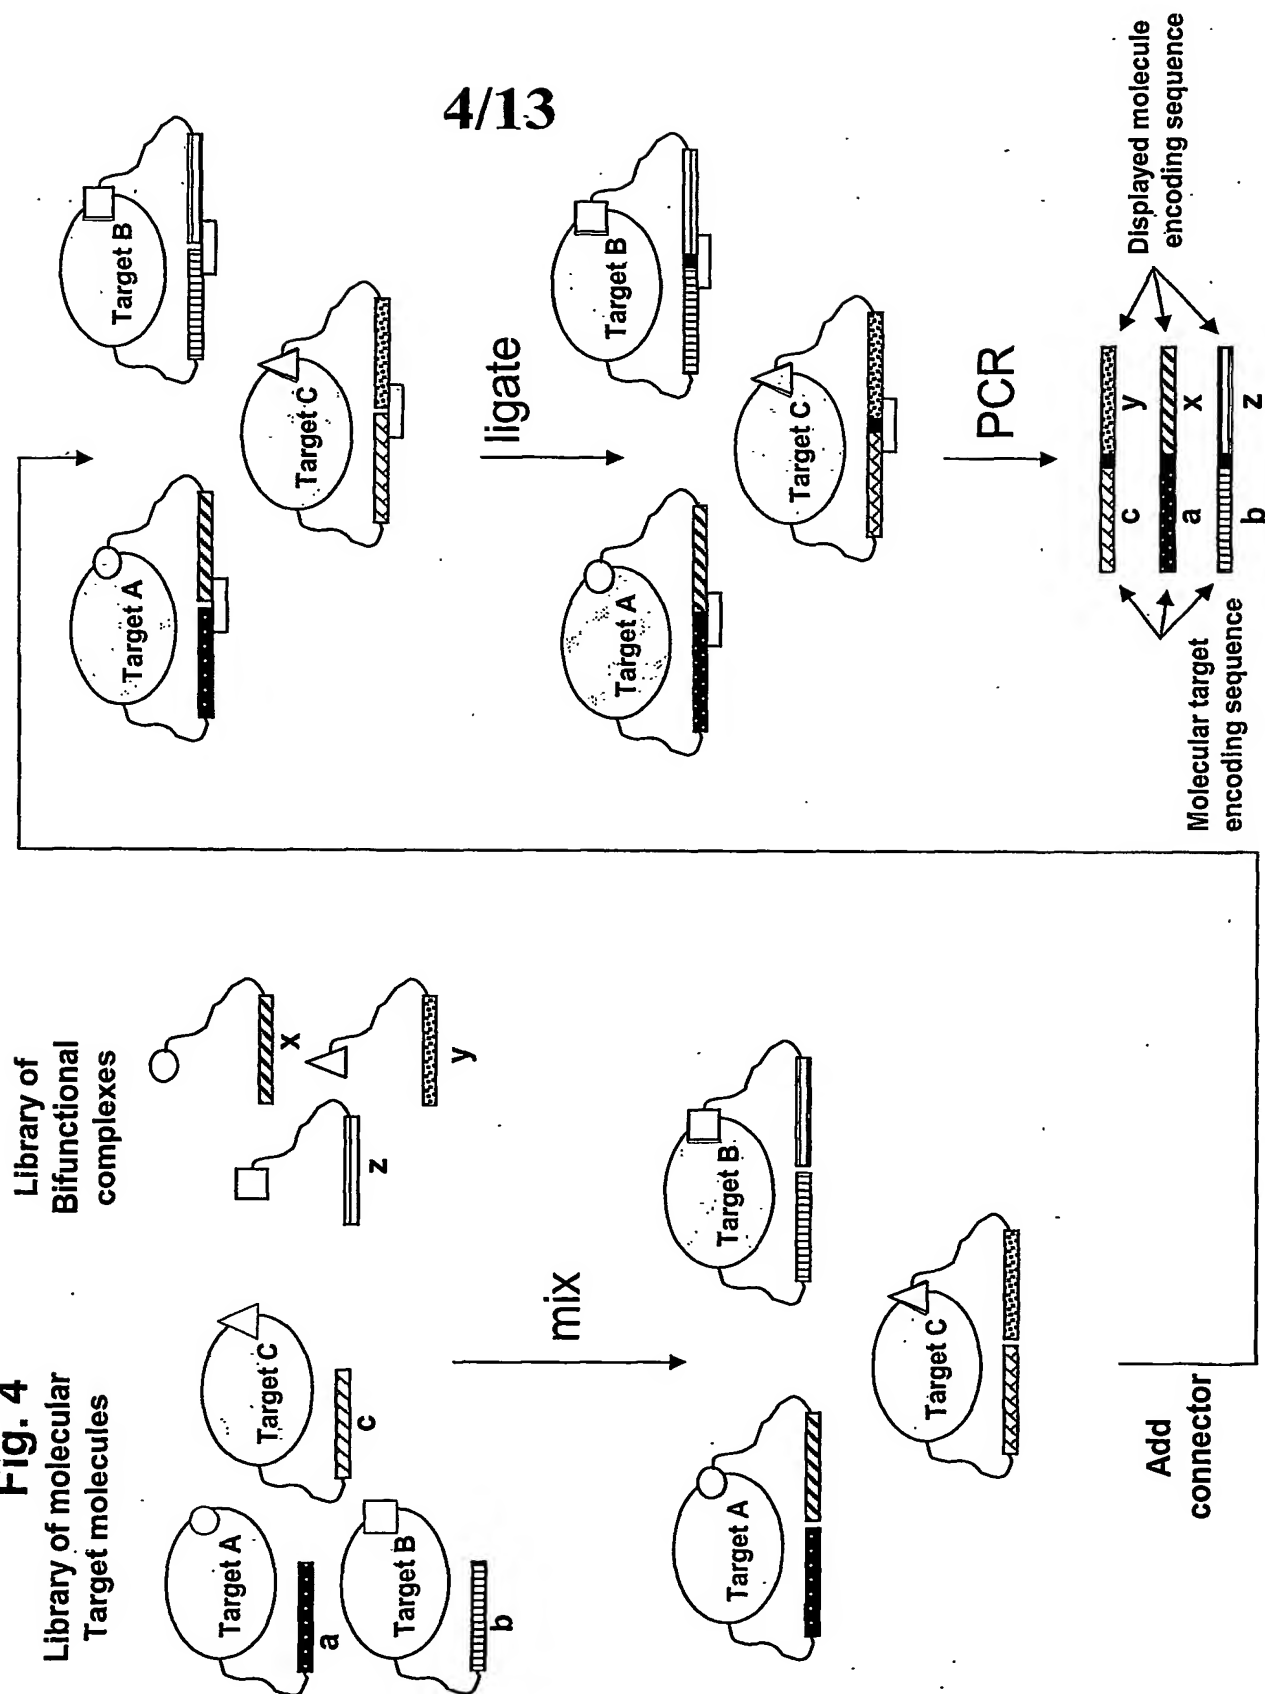 4/13
Fig. 4
Library of molecular
Target molecules
Library of
Bifunctional
complexes
Target A
a
Target B
b
Target C
c
x
y
z
mix
Target A
Target B
Target C
Add
connector
Target A
Target B
Target C
ligate
Target A
Target B
Target C
PCR
c
y
a
x
b
z
Molecular target
encoding sequence
Displayed molecule
encoding sequence